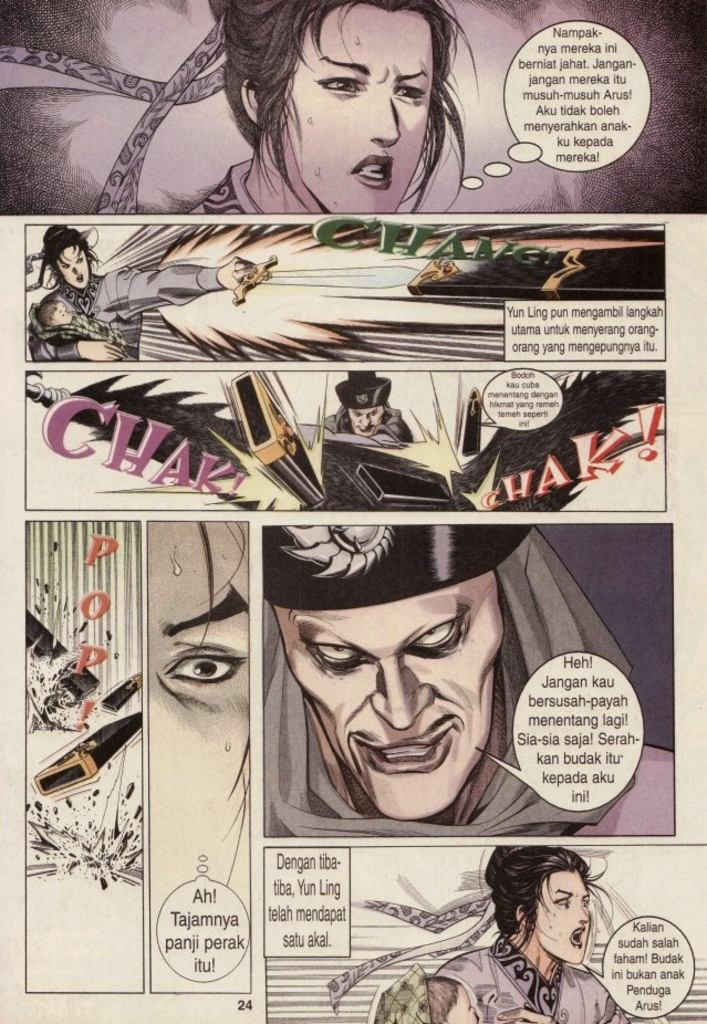 Nampak-
nya mereka ini
berniat jahat. Jangan-
jangan mereka itu
musuh-musuh Arus!
Aku tidak boleh
menyerahkan anak-
ku kepada
mereka!
CHANG!
Yun Ling pun mengambil langkah
utama untuk menyerang orang-
orang yang mengepungnya itu.
CHAK!
Bodoh
kau cuba
menentang dengan
hikmat yang remeh
temeh seperti
ini!
CHAK!
POP!
Ah!
Tajamnya
panji perak
itu!
Heh!
Jangan kau
bersusah-payah
menentang lagi!
Sia-sia saja! Serah-
kan budak itu
kepada aku
ini!
Dengan tiba-
tiba, Yun Ling
telah mendapat
satu akal.
Kalian
sudah salah
faham! Budak
ini bukan anak
Penduga
Arus!
24